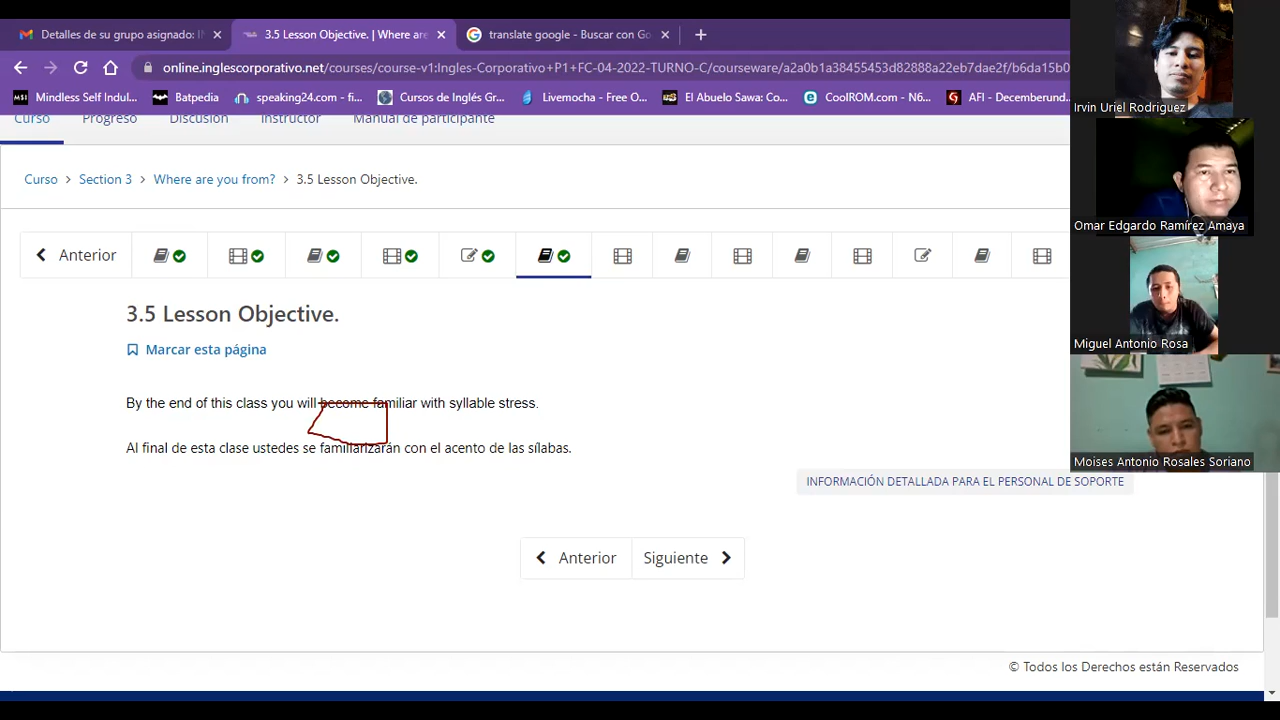 Detalles de su grupo asignado: I
3.5 Lesson Objective. | Where are
translate google - Buscar con Go
online.inglescorporativo.net/courses/course-v1:Ingles-Corporativo+P1+FC-04-2022-TURNO-C/courseware/a2a0b1a38455453d82888a22eb7dae2f/b6da15b0
Mindless Self Indul...
Batpedia
speaking24.com - fi...
Cursos de Inglés Gr...
Livemocha - Free O...
El Abuelo Sawa: Co...
CoolROM.com - N6...
AFI - Decemberund...
Curso
Progreso
Discusión
Instructor
Manual de participante
Curso > Section 3 > Where are you from? > 3.5 Lesson Objective.
Anterior
3.5 Lesson Objective.
Marcar esta página
By the end of this class you will become familiar with syllable stress.
Al final de esta clase ustedes se familiarizarán con el acento de las sílabas.
INFORMACIÓN DETALLADA PARA EL PERSONAL DE SOPORTE
Anterior
Siguiente
© Todos los Derechos están Reservados
Irvin Uriel Rodriguez
Omar Edgardo Ramírez Amaya
Miguel Antonio Rosa
Moises Antonio Rosales Soriano